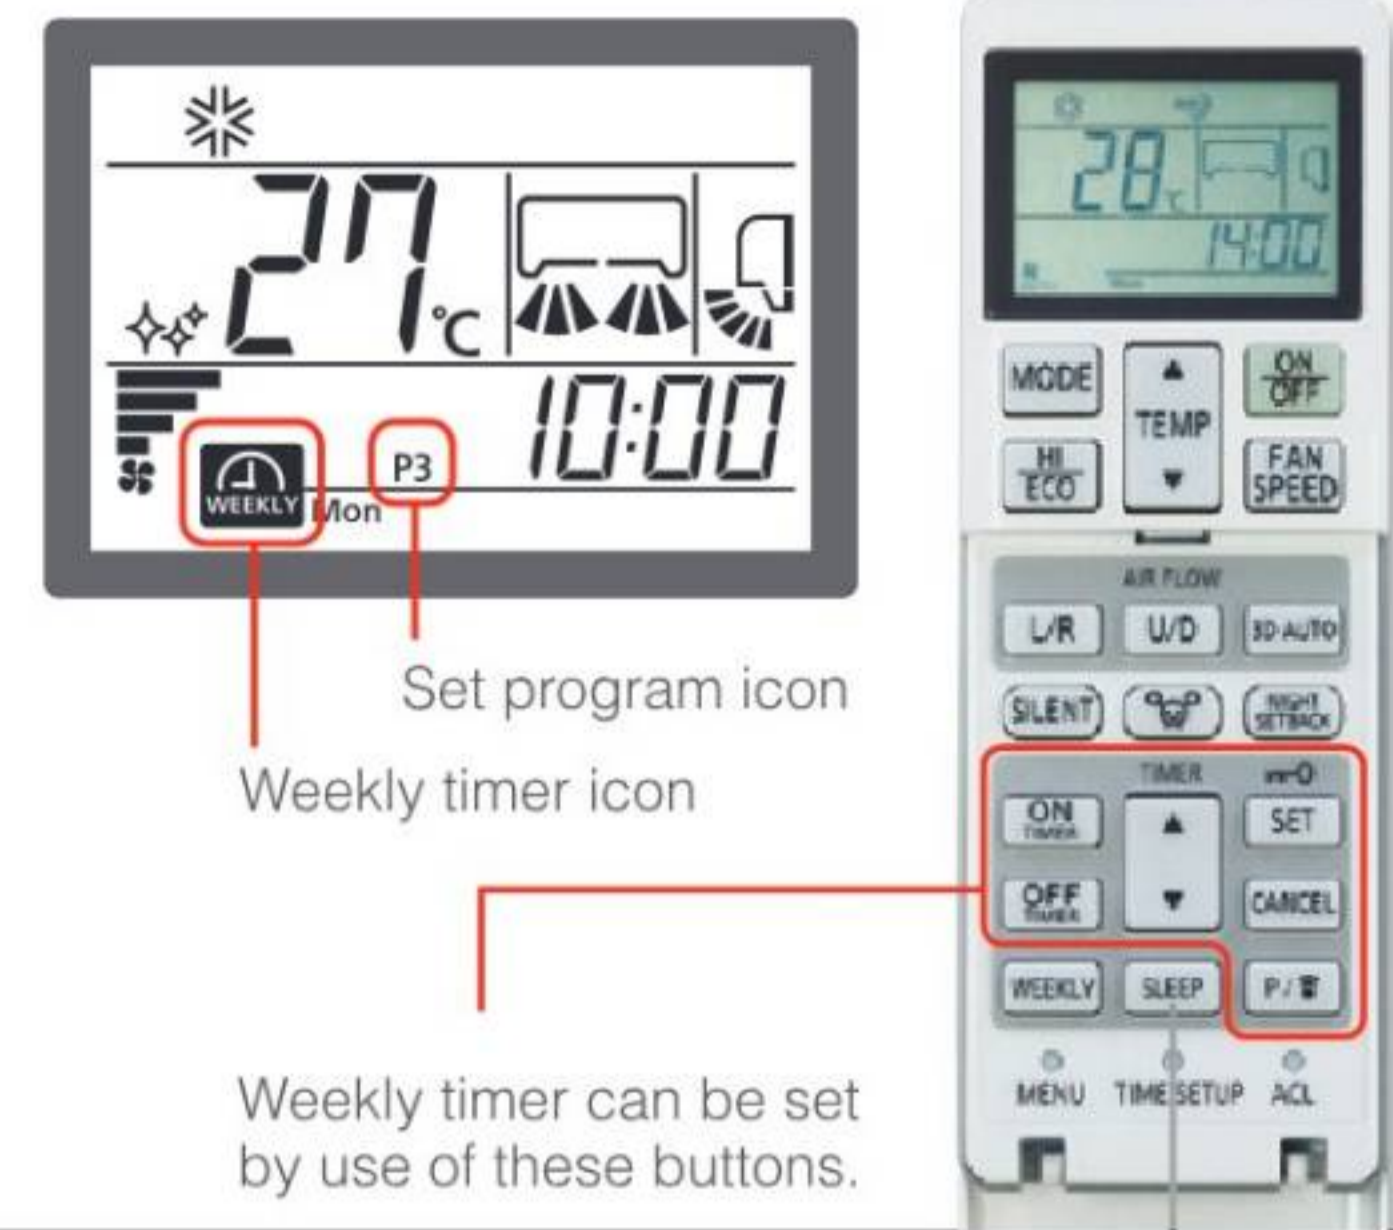 27°C
10:00
WEEKLY
P3
Mon
Set program icon
Weekly timer icon
Weekly timer can be set
by use of these buttons.
28°C
14:00
MODE
TEMP
ON
OFF
HI
ECO
FAN
SPEED
AIR FLOW
L/R
U/D
3D AUTO
SILENT
NIGHT
SETBACK
TIMER
ON
TIMER
SET
OFF
TIMER
CANCEL
WEEKLY
SLEEP
P/
MENU
TIME SETUP
ACL